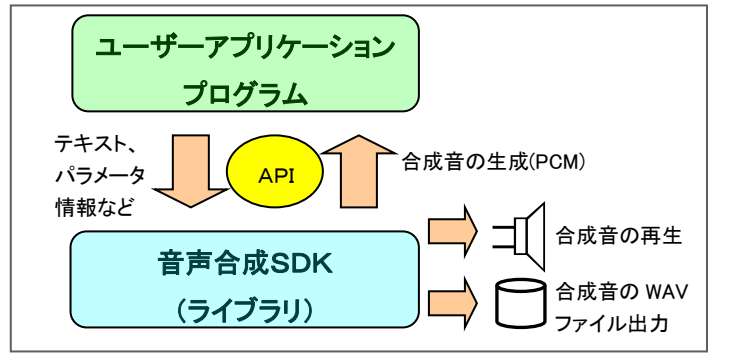 ユーザーアプリケーション
プログラム
テキスト、
パラメータ
情報など
API
合成音の生成(PCM)
音声合成SDK
(ライブラリ)
合成音の再生
合成音の WAV
ファイル出力